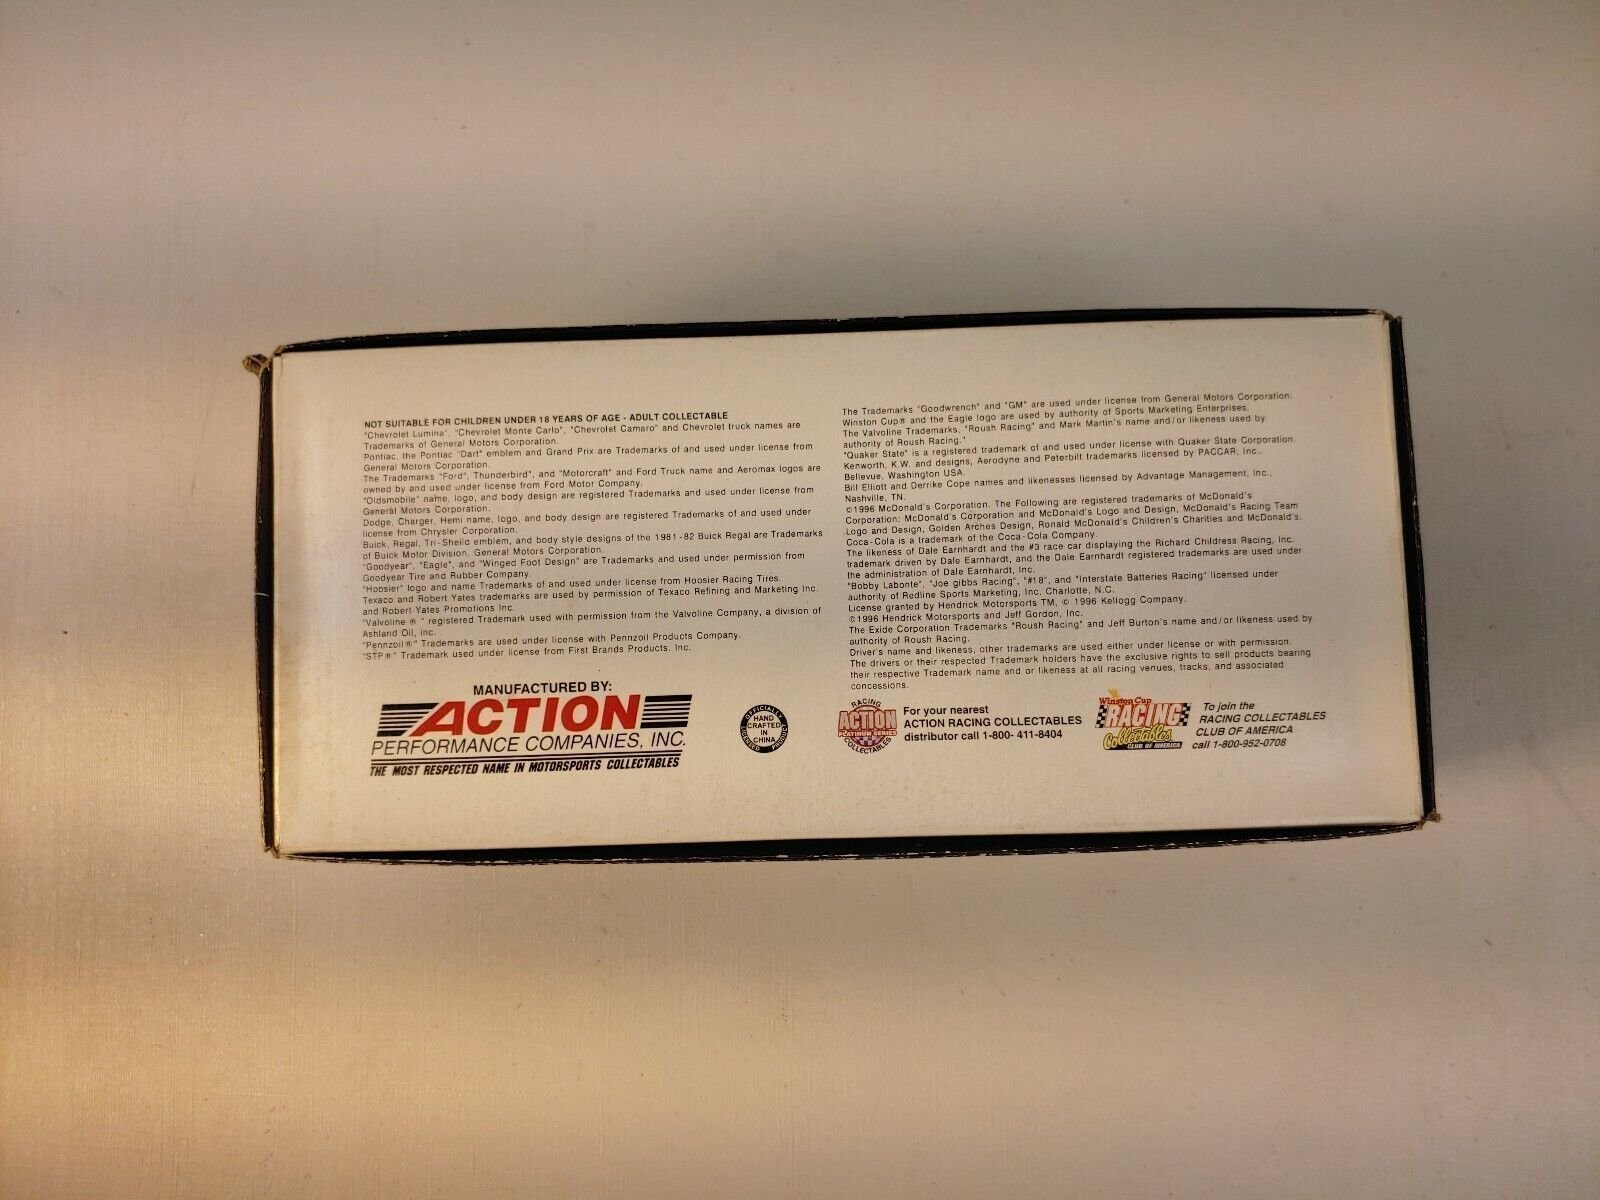 NOT SUITABLE FOR CHILDREN UNDER 18 YEARS OF AGE - ADULT COLLECTABLE
"Chevrolet Lumina", "Chevrolet Monte Carlo", "Chevrolet Camaro" and Chevrolet truck names are
Trademarks of General Motors Corporation.
Pontiac, the Pontiac "Dart" emblem and Grand Prix are Trademarks of and used under license from
General Motors Corporation.
The Trademarks "Ford", Thunderbird", and "Motorcraft" and Ford Truck name and Aeromax logos are
owned by and used under license from Ford Motor Company.
"Oldsmobile" name, logo, and body design are registered Trademarks and used under license from
General Motors Corporation.
Dodge, Charger, Hemi name, logo, and body design are registered Trademarks of and used under
license from Chrysler Corporation.
Buick, Regal, Tri-Sheild emblem, and body style designs of the 1981-82 Buick Regal are Trademarks
of Buick Motor Division, General Motors Corporation.
"Goodyear", "Eagle", and "Winged Foot Design" are Trademarks and used under permission from
Goodyear Tire and Rubber Company.
"Hoosier" logo and name Trademarks of and used under license from Hoosier Racing Tires.
Texaco and Robert Yates trademarks are used by permission of Texaco Refining and Marketing Inc.
and Robert Yates Promotions Inc.
"Valvoline ® " registered Trademark used with permission from the Valvoline Company, a division of
Ashland Oil, inc.
"Pennzoil ® " Trademarks are used under license with Pennzoil Products Company.
"STP ® " Trademark used under license from First Brands Products. Inc.
MANUFACTURED BY:
ACTION
PERFORMANCE COMPANIES, INC.
THE MOST RESPECTED NAME IN MOTORSPORTS COLLECTABLES
OFFICIALLY
HAND
CRAFTED
IN
CHINA
LICENSED PRODUCT
The Trademarks "Goodwrench" and "GM" are used under license from General Motors Corporation.
Winston Cup® and the Eagle logo are used by authority of Sports Marketing Enterprises.
The Valvoline Trademarks, "Roush Racing" and Mark Martin's name and/or likeness used by
authority of Roush Racing."
"Quaker State" is a registered trademark of and used under license with Quaker State Corporation.
Kenworth, K.W. and designs, Aerodyne and Peterbilt trademarks licensed by PACCAR, Inc.,
Bellevue, Washington USA.
Bill Elliott and Derrike Cope names and likenesses licensed by Advantage Management, Inc.,
Nashville, TN.
©1996 McDonald's Corporation. The Following are registered trademarks of McDonald's
Corporation: McDonald's Corporation and McDonald's Logo and Design, McDonald's Racing Team
Logo and Design, Golden Arches Design, Ronald McDonald's Children's Charities and McDonald's.
Coca-Cola is a trademark of the Coca-Cola Company.
The likeness of Dale Earnhardt and the #3 race car displaying the Richard Childress Racing, Inc.
trademark driven by Dale Earnhardt, and the Dale Earnhardt registered trademarks are used under
the administration of Dale Earnhardt, Inc.
"Bobby Labonte", "Joe gibbs Racing", "#18", and "Interstate Batteries Racing" licensed under
authority of Redline Sports Marketing, Inc. Charlotte, N.C.
License granted by Hendrick Motorsports TM, © 1996 Kellogg Company.
©1996 Hendrick Motorsports and Jeff Gordon, Inc.
The Exide Corporation Trademarks "Roush Racing" and Jeff Burton's name and/or likeness used by
authority of Roush Racing.
Driver's name and likeness, other trademarks are used either under license or with permission.
The drivers or their respected Trademark holders have the exclusive rights to sell products bearing
their respective Trademark name and or likeness at all racing venues, tracks, and associated
concessions.
RACING
ACTION
PLATINUM SERIES
COLLECTABLES
For your nearest
ACTION RACING COLLECTABLES
distributor call 1-800- 411-8404
Winston Cup
RACING
Collectables
CLUB OF AMERICA
To join the
RACING COLLECTABLES
CLUB OF AMERICA
call 1-800-952-0708